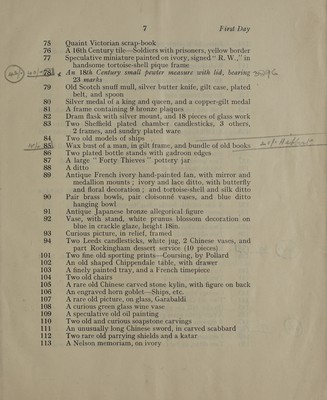 7
First Day
75 Quaint Victorian scrap-book
76 A 16th Century tile—Soldiers with prisoners, yellow border
77 Speculative miniature painted on ivory, signed "R. W.," in
handsome tortoise-shell pique frame
78 An 18th Century small pewter measure with lid, bearing
23 marks
79 Old Scotch snuff mull, silver butter knife, gilt case, plated
belt, and spoon
80 Silver medal of a king and queen, and a copper-gilt medal
81 A frame containing 9 bronze plaques
82 Dram flask with silver mount, and 18 pieces of glass work
83 Two Sheffield plated chamber candlesticks, 3 others,
2 frames, and sundry plated ware
84 Two old models of ships
85 Wax bust of a man, in gilt frame, and bundle of old books
86 Two plated bottle stands with gadroon edges
87 A large "Forty Thieves" pottery jar
88 A ditto
89 Antique French ivory hand-painted fan, with mirror and
medallion mounts; ivory and lace ditto, with butterfly
and floral decoration; and tortoise-shell and silk ditto
90 Pair brass bowls, pair cloisonné vases, and blue ditto
hanging bowl
91 Antique Japanese bronze allegorical figure
92 Vase, with stand, white prunus blossom decoration on
blue in crackle glaze, height 18in.
93 Curious picture, in relief, framed
94 Two Leeds candlesticks, white jug, 2 Chinese vases, and
part Rockingham dessert service (10 pieces)
101 Two fine old sporting prints—Coursing, by Pollard
102 An old shaped Chippendale table, with drawer
103 A finely painted tray, and a French timepiece
104 Two old chairs
105 A rare old Chinese carved stone kylin, with figure on back
106 An engraved horn goblet—Ships, etc.
107 A rare old picture, on glass, Garabaldi
108 A curious green glass wine vase
109 A speculative old oil painting
110 Two old and curious soapstone carvings
111 An unusually long Chinese sword, in carved scabbard
112 Two rare old parrying shields and a katar
113 A Nelson memoriam, on ivory